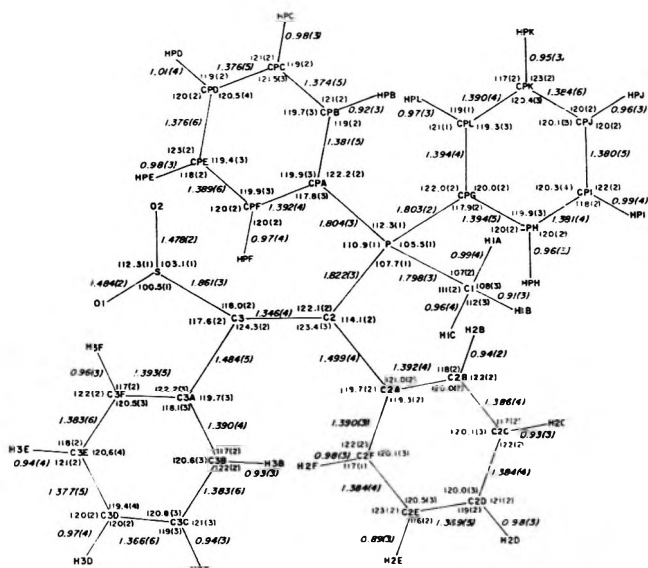 HPC
HPK
HPD
0.98(3)
0.95(3)
1.376(5)
121(2)
CPC
119(2)
121.5(3)
117(2)
CPK
123(2)
1.01(4)
119(2)
CPD
120(2)
120.5(4)
1.374(5)
HPB
HPL
1.390(4)
HPJ
121(2)
0.92(3)
0.97(3)
119(1)
120(2)
0.96(3)
119.7(3)
CPB
119(2)
CPL
121(1)
119.3(3)
120.1(3)
CPJ
120(2)
1.376(6)
123(2)
CPE
119.4(3)
118(2)
1.381(5)
1.394(4)
1.380(5)
0.98(3)
HPE
1.389(6)
119.9(3)
122.2(2)
CPA
117.8(3)
122.0(2)
120.0(2)
CPG
117.9(2)
120.3(4)
CPI
122(2)
118(2)
0.99(4)
HPI
119.9(3)
120(2)
CPF
1.392(4)
120(2)
1.804(3)
1.803(2)
1.394(5)
119.9(3)
1.381(4)
120(2)
PH
120(2)
O2
0.97(4)
HPF
112.3(1)
P
110.9(1)
105.5(1)
107.7(1)
H1A
0.99(4)
HPH
1.478(2)
112.3(1)
103.1(1)
S
100.5(1)
1.484(2)
O1
1.861(3)
1.822(3)
1.798(3)
107(2)
C1
108(3)
111(2)
112(3)
0.91(3)
H1B
0.96(4)
H1C
118.0(2)
C3
1.346(4)
122.1(2)
C2
117.6(2)
124.3(2)
123.4(3)
114.1(2)
H2B
H3F
0.96(3)
1.393(5)
1.484(5)
1.499(4)
1.392(4)
0.94(2)
117(2)
C3F
122(2)
120.5(3)
C3A
119.7(3)
118.1(3)
C2A
119.7(2)
119.3(2)
118(2)
C2B
1.386(4)
1.383(6)
1.390(4)
1.390(3)
H2C
0.93(3)
117(2)
C2C
120.1(3)
H3E
118(2)
C3E
120.6(4)
121(2)
0.94(4)
117(2)
120.6(3)
C3B
122(2)
H3B
0.93(3)
0.98(3)
H2F
122(2)
C2F
120.1(3)
117(1)
1.377(5)
1.383(6)
1.384(4)
1.384(4)
119.4(4)
120(2)
C3D
120(2)
120.8(3)
C3C
121(3)
119(3)
120.5(3)
123(2)
C2E
116(2)
120.0(3)
C2D
121(2)
119(2)
0.97(4)
H3D
1.366(6)
0.94(3)
0.89(3)
H2E
1.369(5)
0.98(3)
H2D